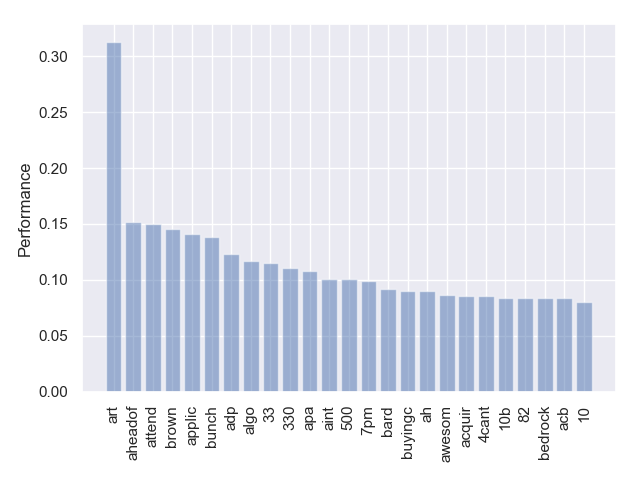 0.30
0.25
0.20
0.15
0.10
0.05
0.00
Performance
art
aheadof
attend
brown
applic
bunch
adp
algo
33
330
apa
aint
500
7pm
bard
buyingc
ah
awesom
acquir
4cant
10b
82
bedrock
acb
10